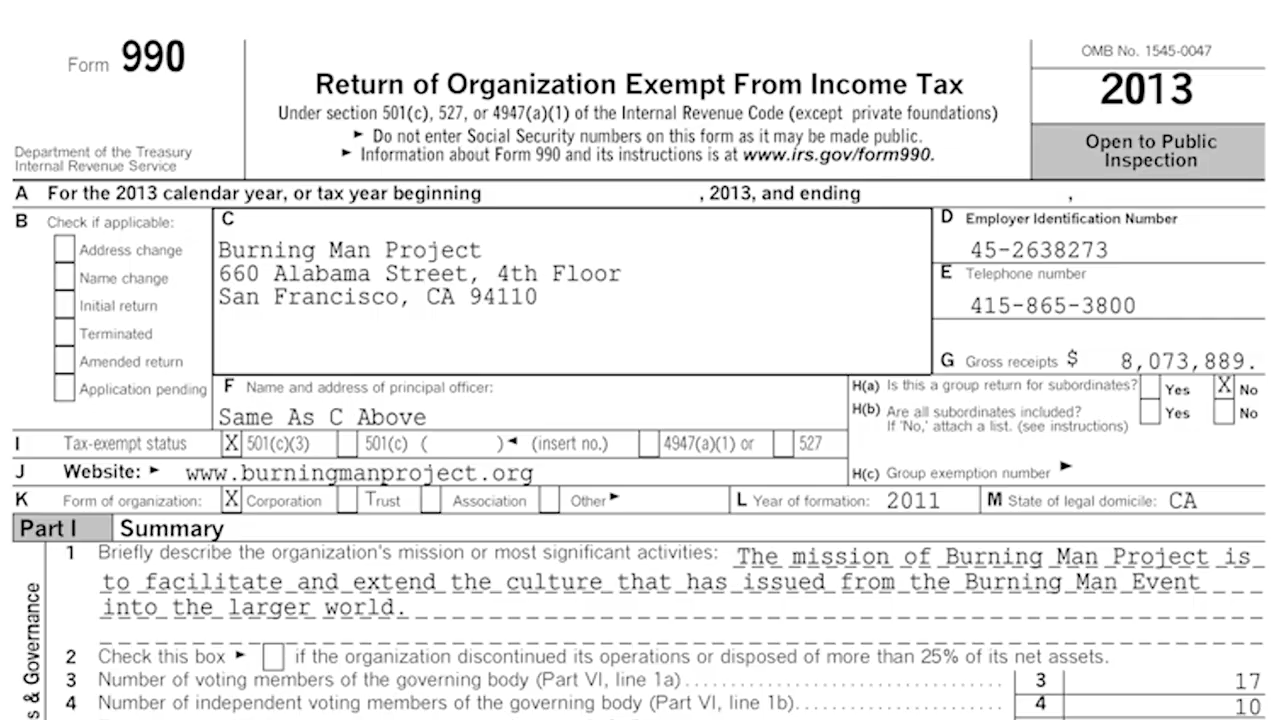 Form 990
OMB No. 1545-0047
Return of Organization Exempt From Income Tax
2013
Under section 501(c), 527, or 4947(a)(1) of the Internal Revenue Code (except private foundations)
► Do not enter Social Security numbers on this form as it may be made public.
Department of the Treasury
Internal Revenue Service
► Information about Form 990 and its instructions is at www.irs.gov/form990.
Open to Public
Inspection
A For the 2013 calendar year, or tax year beginning , 2013, and ending ,
B Check if applicable:
Address change
Name change
Initial return
Terminated
Amended return
Application pending
C
Burning Man Project
660 Alabama Street, 4th Floor
San Francisco, CA 94110
D Employer Identification Number
45-2638273
E Telephone number
415-865-3800
G Gross receipts $ 8,073,889.
F Name and address of principal officer:
Same As C Above
H(a) Is this a group return for subordinates? Yes X No
H(b) Are all subordinates included? Yes No
If 'No,' attach a list. (see instructions)
I Tax-exempt status X 501(c)(3) 501(c) ( )◄ (insert no.) 4947(a)(1) or 527
J Website: ► www.burningmanproject.org
H(c) Group exemption number ►
K Form of organization: X Corporation Trust Association Other► L Year of formation: 2011 M State of legal domicile: CA
Part I Summary
1 Briefly describe the organization's mission or most significant activities: The mission of Burning Man Project is
to facilitate and extend the culture that has issued from the Burning Man Event
into the larger world.
2 Check this box ► if the organization discontinued its operations or disposed of more than 25% of its net assets.
3 Number of voting members of the governing body (Part VI, line 1a) 3 17
4 Number of independent voting members of the governing body (Part VI, line 1b) 4 10
s & Governance